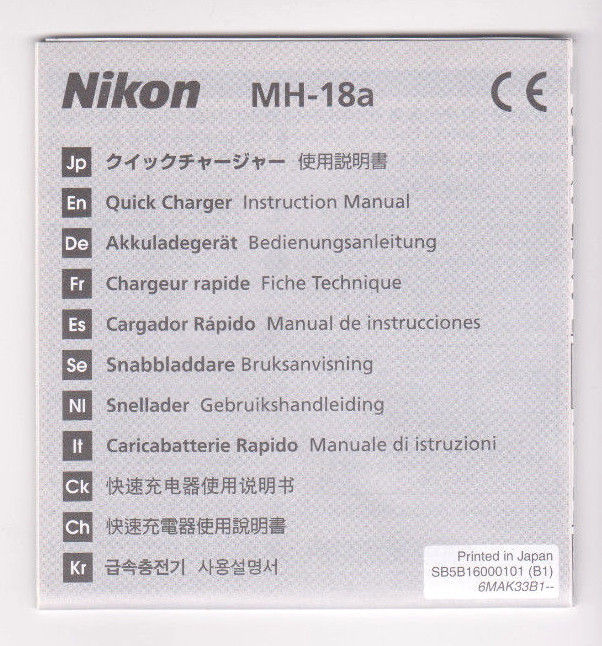 Nikon MH-18a CE
Jp クイックチャージャー 使用説明書
En Quick Charger Instruction Manual
De Akkuladegerät Bedienungsanleitung
Fr Chargeur rapide Fiche Technique
Es Cargador Rápido Manual de instrucciones
Se Snabbladdare Bruksanvisning
Nl Snellader Gebruikshandleiding
It Caricabatterie Rapido Manuale di istruzioni
Ck 快速充电器使用说明书
Ch 快速充電器使用說明書
Kr 급속충전기 사용설명서
Printed in Japan
SB5B16000101 (B1)
6MAK33B1--